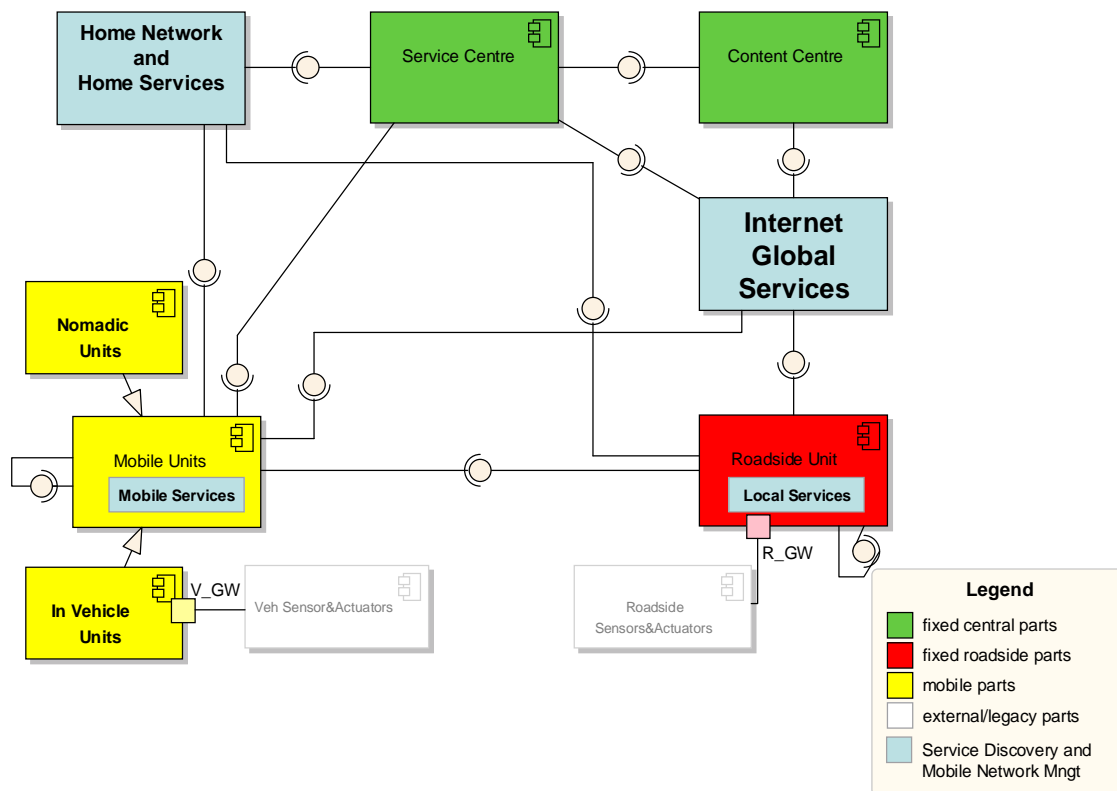 Home Network
and
Home Services
Service Centre
Content Centre
Internet
Global
Services
Nomadic
Units
Mobile Units
Mobile Services
Roadside Unit
Local Services
R_GW
V_GW
In Vehicle
Units
Veh Sensor&Actuators
Roadside
Sensors&Actuators
Legend
fixed central parts
fixed roadside parts
mobile parts
external/legacy parts
Service Discovery and
Mobile Network Mngt